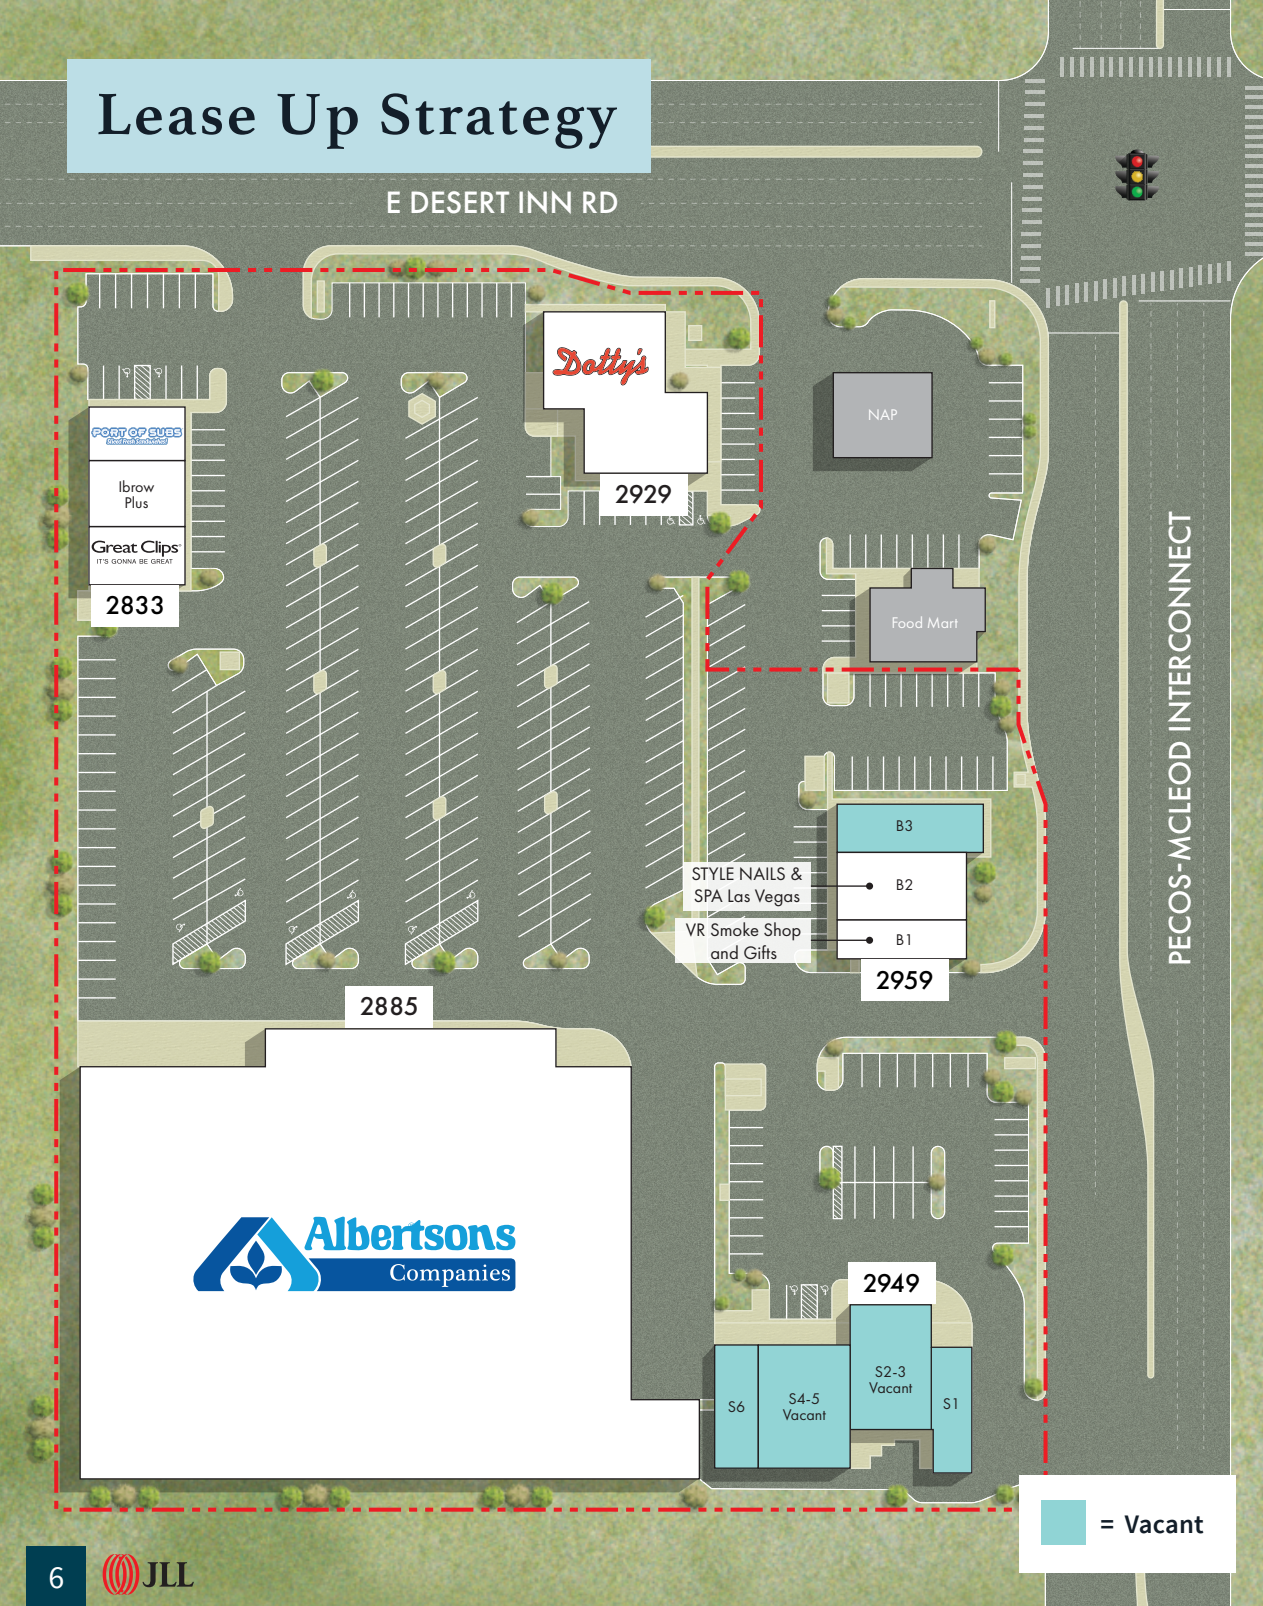 Lease Up Strategy
E DESERT INN RD
Dotty's
NAP
PORT OF SUBS
Ibrow
Plus
Great Clips
IT'S GONNA BE GREAT
2929
2833
Food Mart
PECOS-MCLEOD INTERCONNECT
B3
STYLE NAILS &
SPA Las Vegas
B2
VR Smoke Shop
and Gifts
B1
2959
2885
Albertsons
Companies
2949
S6
S4-5
Vacant
S2-3
Vacant
S1
= Vacant
6
JLL